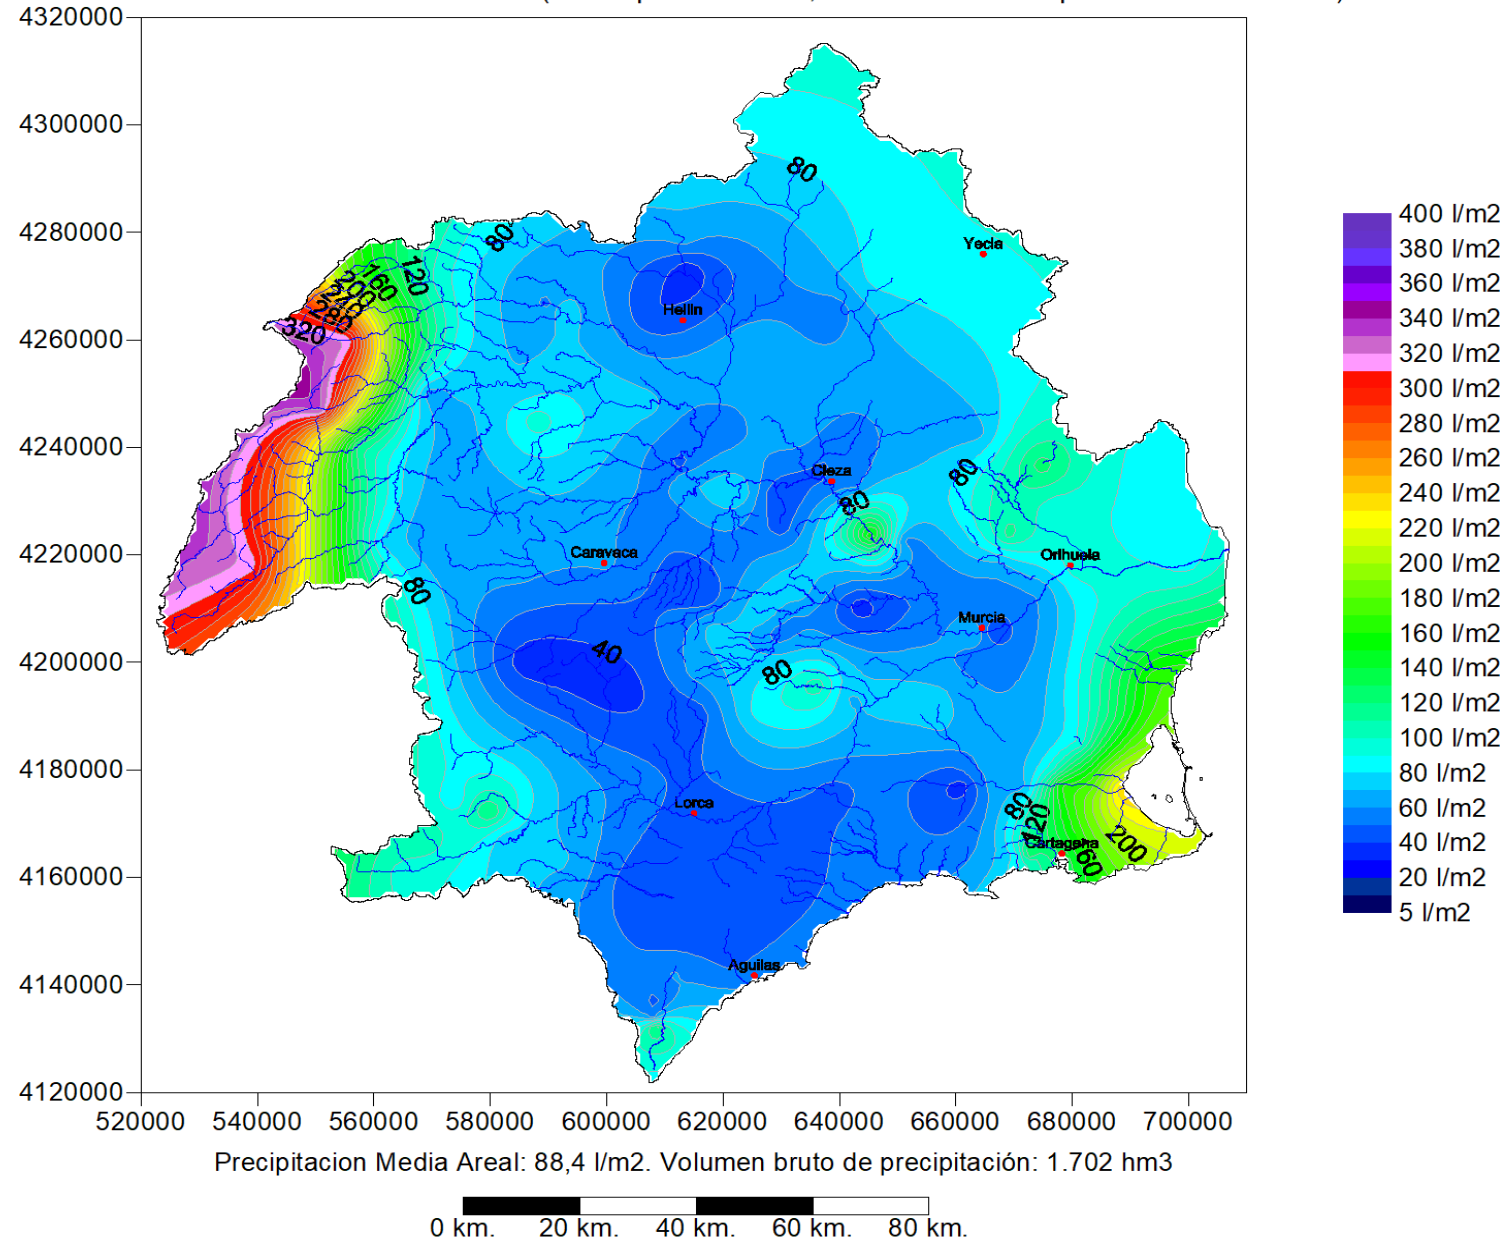 4320000
4300000
4280000
4260000
4240000
4220000
4200000
4180000
4160000
4140000
4120000
520000 540000 560000 580000 600000 620000 640000 660000 680000 700000
80
Yecla
80
120
160
280
320
Hellin
Cieza
80
80
Caravaca
Orihuela
80
Murcia
40
80
Lorca
80
120
Cartagena
160
200
Aguilas
400 l/m2
380 l/m2
360 l/m2
340 l/m2
320 l/m2
300 l/m2
280 l/m2
260 l/m2
240 l/m2
220 l/m2
200 l/m2
180 l/m2
160 l/m2
140 l/m2
120 l/m2
100 l/m2
80 l/m2
60 l/m2
40 l/m2
20 l/m2
5 l/m2
Precipitacion Media Areal: 88,4 l/m2. Volumen bruto de precipitación: 1.702 hm3
0 km. 20 km. 40 km. 60 km. 80 km.